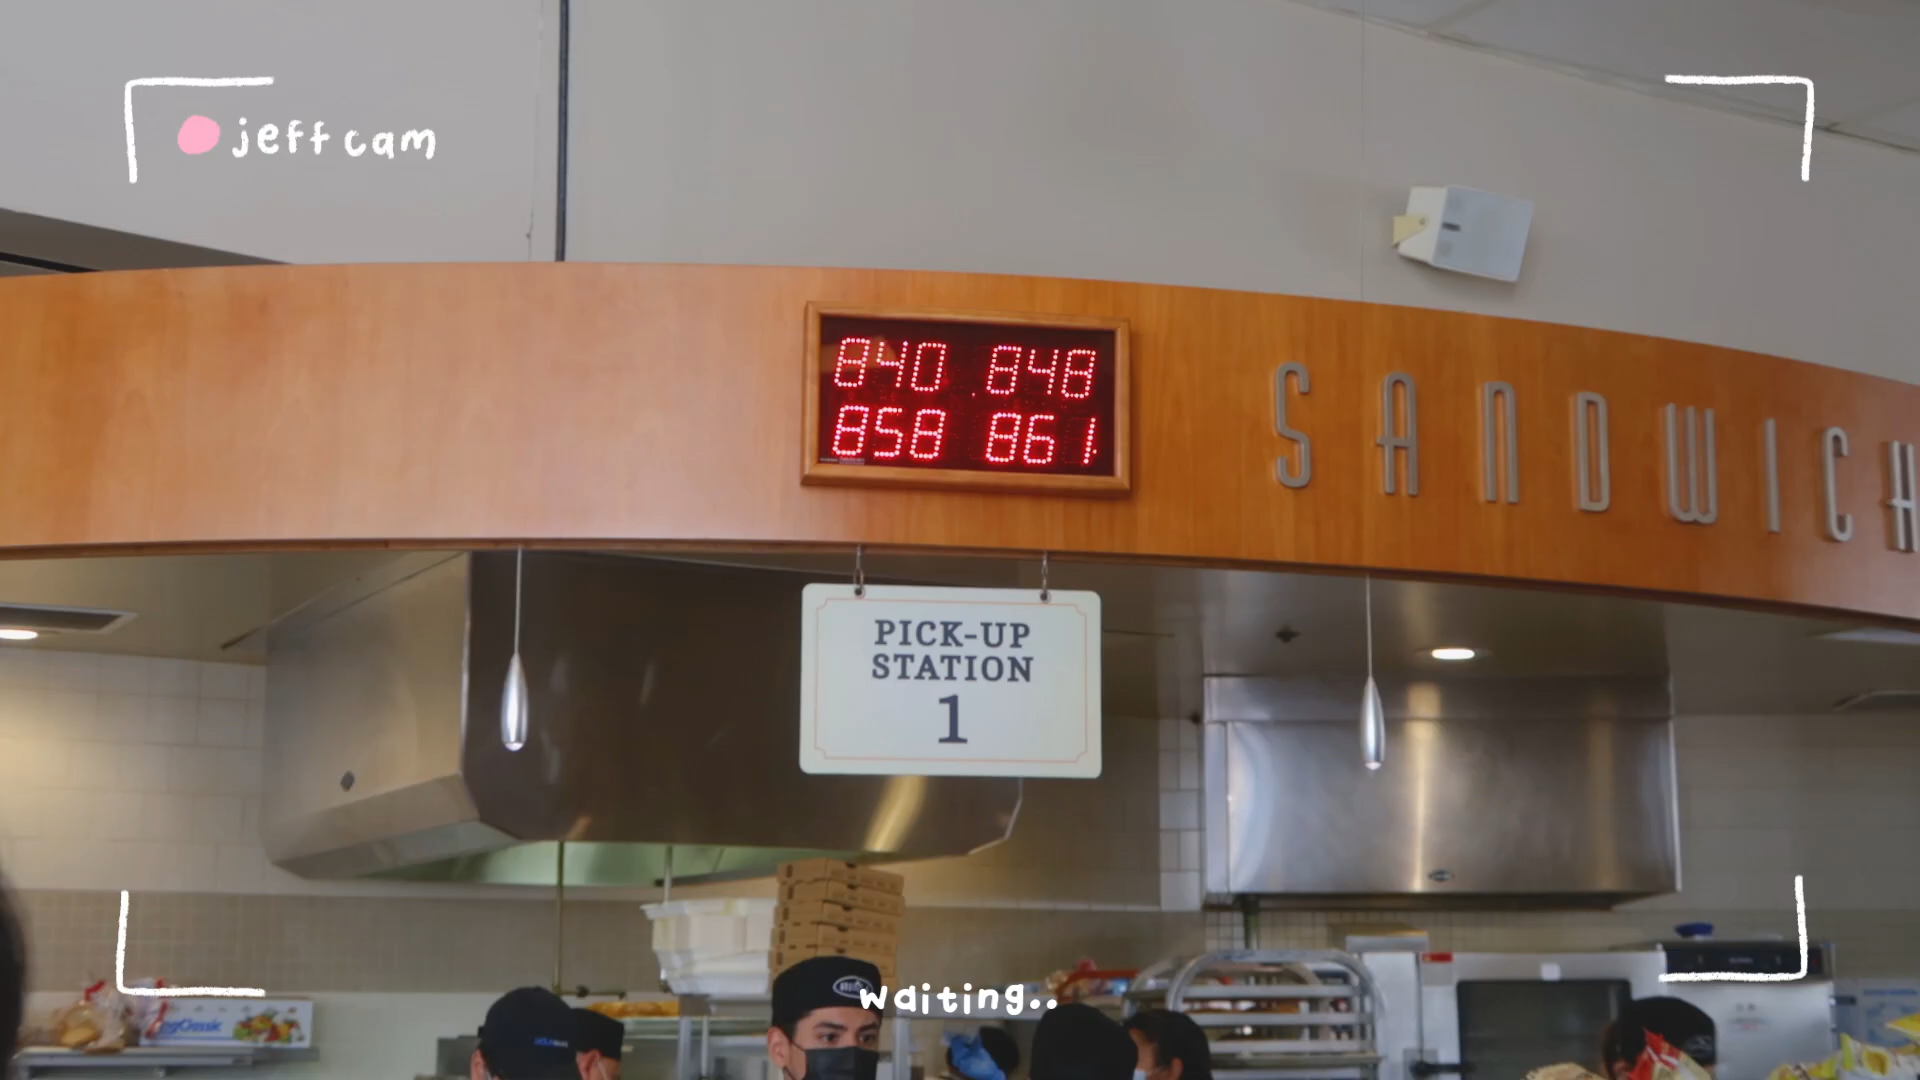 jeff cam
840 848
858 861
SANDWICH
PICK-UP
STATION
1
waiting..